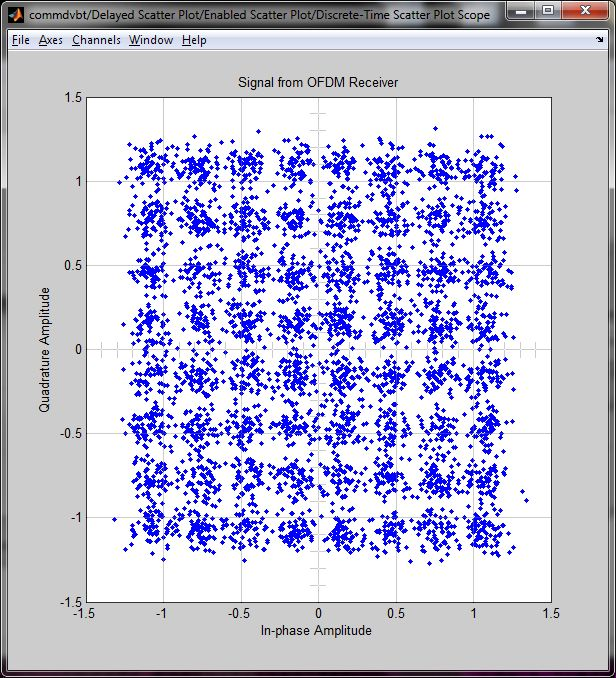 commdvbt/Delayed Scatter Plot/Enabled Scatter Plot/Discrete-Time Scatter Plot Scope
File Axes Channels Window Help
Signal from OFDM Receiver
1.5
1
0.5
0
-0.5
-1
-1.5
Quadrature Amplitude
-1.5 -1 -0.5 0 0.5 1 1.5
In-phase Amplitude